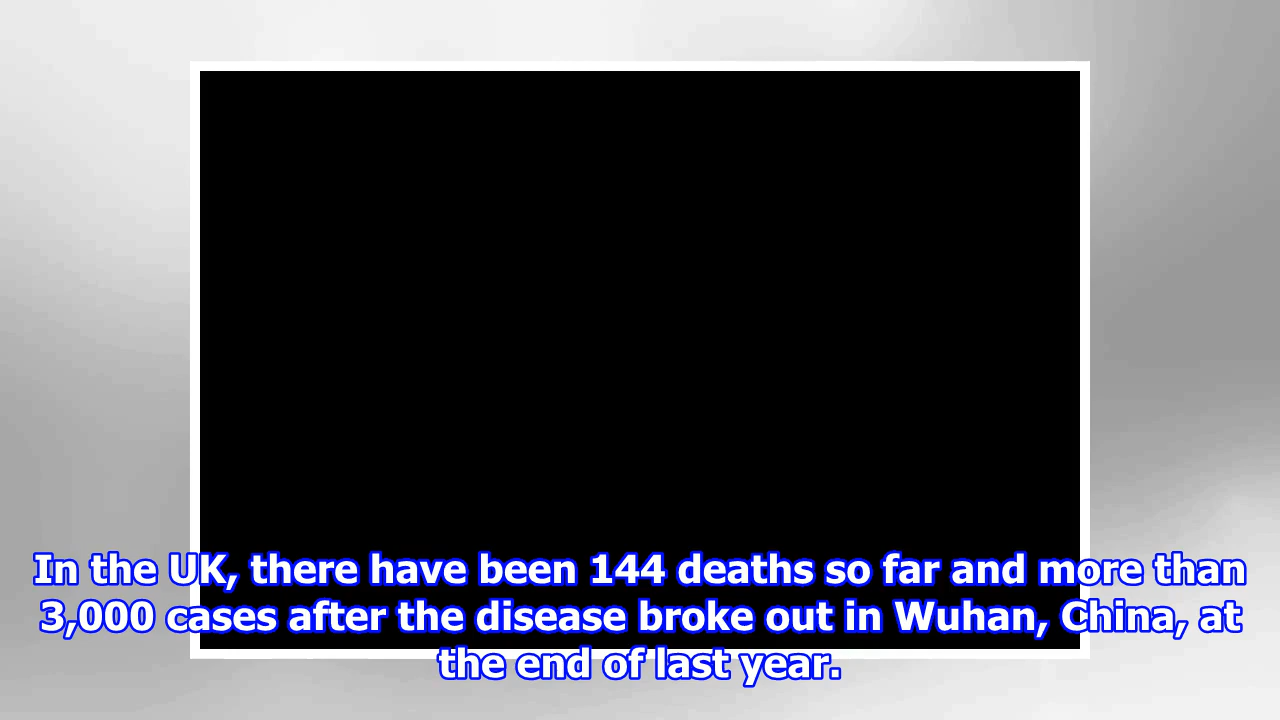 In the UK, there have been 144 deaths so far and more than
3,000 cases after the disease broke out in Wuhan, China, at
the end of last year.